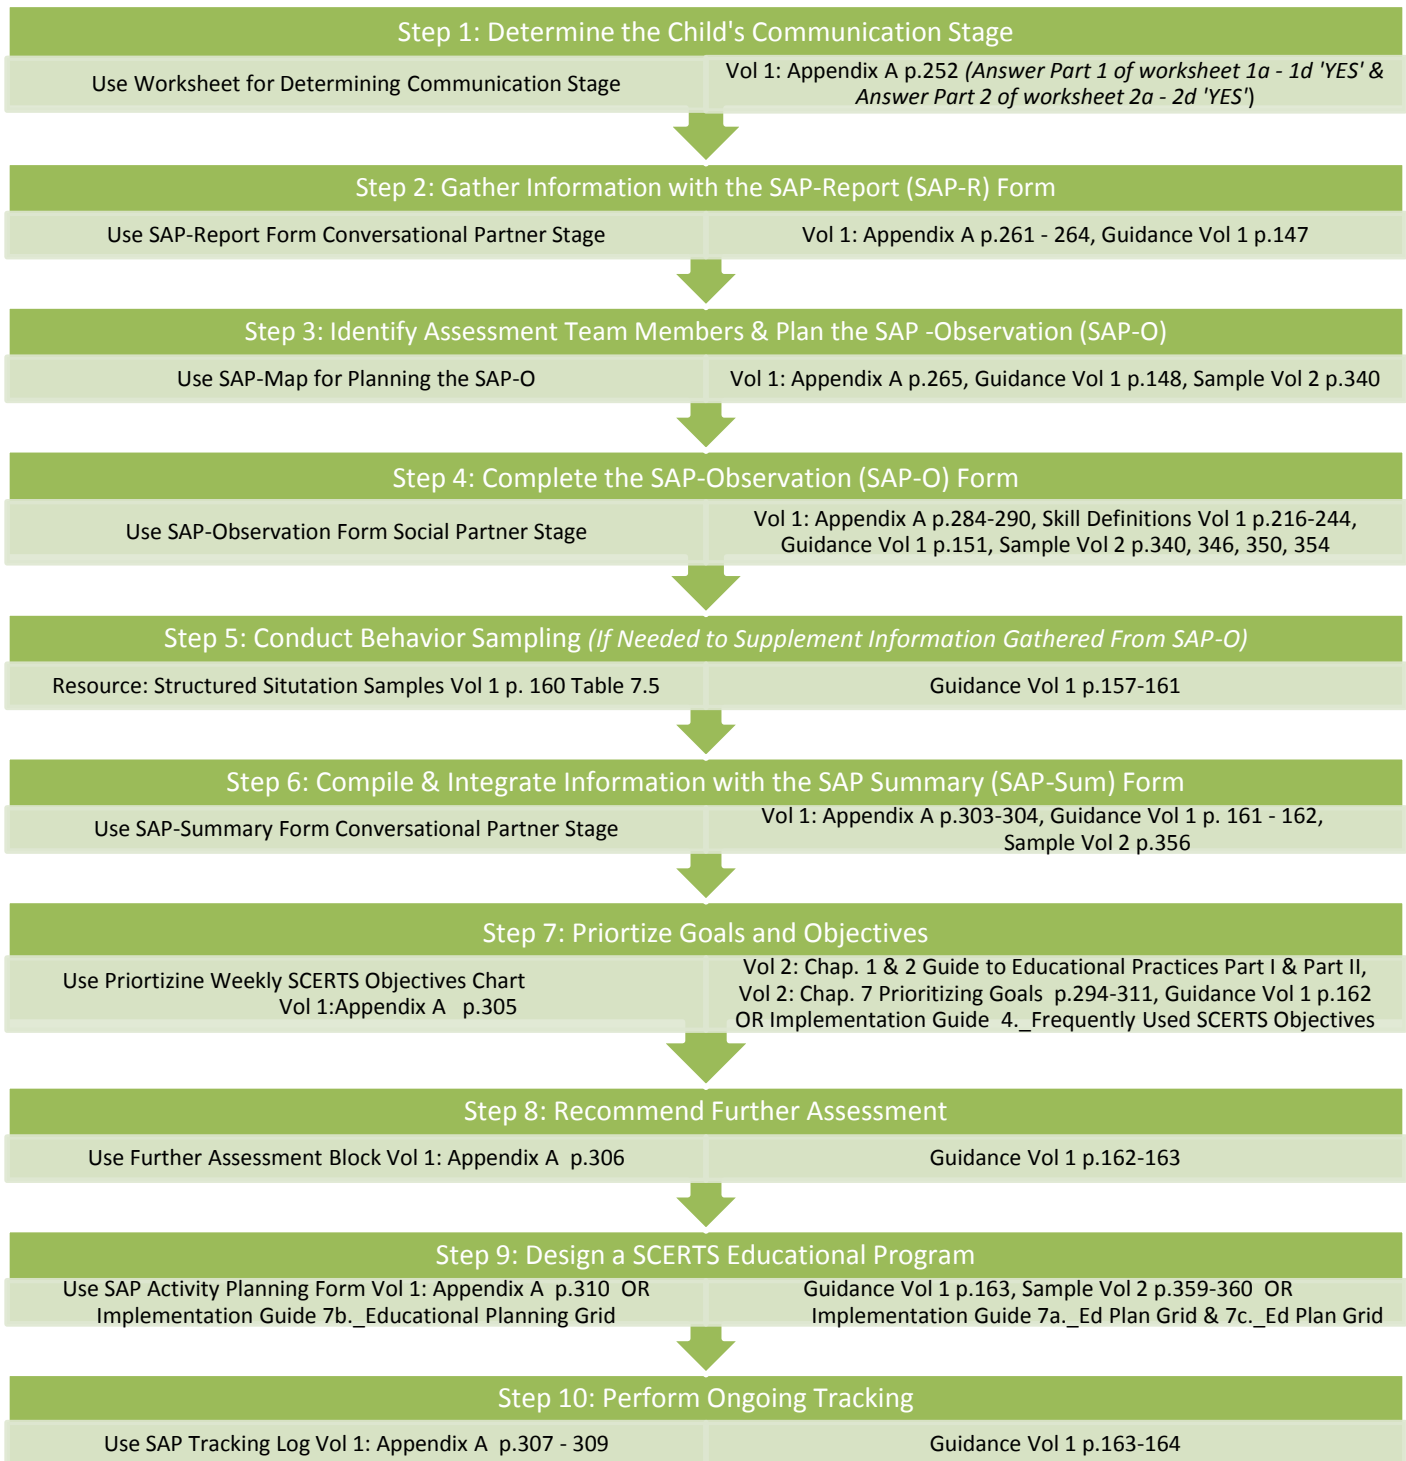 Step 1: Determine the Child's Communication Stage
Use Worksheet for Determining Communication Stage
Vol 1: Appendix A p.252 (Answer Part 1 of worksheet 1a - 1d 'YES' &
Answer Part 2 of worksheet 2a - 2d 'YES')
Step 2: Gather Information with the SAP-Report (SAP-R) Form
Use SAP-Report Form Conversational Partner Stage
Vol 1: Appendix A p.261 - 264, Guidance Vol 1 p.147
Step 3: Identify Assessment Team Members & Plan the SAP -Observation (SAP-O)
Use SAP-Map for Planning the SAP-O
Vol 1: Appendix A p.265, Guidance Vol 1 p.148, Sample Vol 2 p.340
Step 4: Complete the SAP-Observation (SAP-O) Form
Use SAP-Observation Form Social Partner Stage
Vol 1: Appendix A p.284-290, Skill Definitions Vol 1 p.216-244,
Guidance Vol 1 p.151, Sample Vol 2 p.340, 346, 350, 354
Step 5: Conduct Behavior Sampling (If Needed to Supplement Information Gathered From SAP-O)
Resource: Structured Situtation Samples Vol 1 p. 160 Table 7.5
Guidance Vol 1 p.157-161
Step 6: Compile & Integrate Information with the SAP Summary (SAP-Sum) Form
Use SAP-Summary Form Conversational Partner Stage
Vol 1: Appendix A p.303-304, Guidance Vol 1 p. 161 - 162,
Sample Vol 2 p.356
Step 7: Priortize Goals and Objectives
Use Priortizine Weekly SCERTS Objectives Chart
Vol 1:Appendix A p.305
Vol 2: Chap. 1 & 2 Guide to Educational Practices Part I & Part II,
Vol 2: Chap. 7 Prioritizing Goals p.294-311, Guidance Vol 1 p.162
OR Implementation Guide 4._Frequently Used SCERTS Objectives
Step 8: Recommend Further Assessment
Use Further Assessment Block Vol 1: Appendix A p.306
Guidance Vol 1 p.162-163
Step 9: Design a SCERTS Educational Program
Use SAP Activity Planning Form Vol 1: Appendix A p.310 OR
Implementation Guide 7b._Educational Planning Grid
Guidance Vol 1 p.163, Sample Vol 2 p.359-360 OR
Implementation Guide 7a._Ed Plan Grid & 7c._Ed Plan Grid
Step 10: Perform Ongoing Tracking
Use SAP Tracking Log Vol 1: Appendix A p.307 - 309
Guidance Vol 1 p.163-164